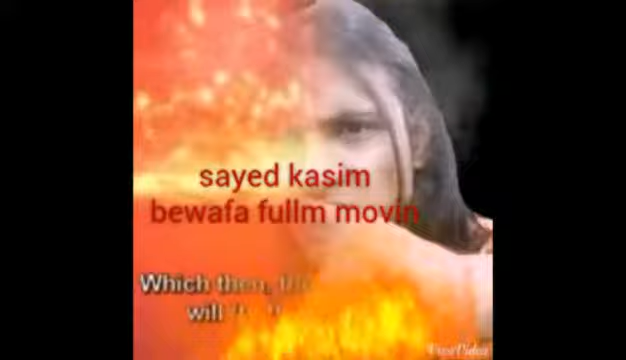 sayed kasim
bewafa fullm movin
Which then,
will